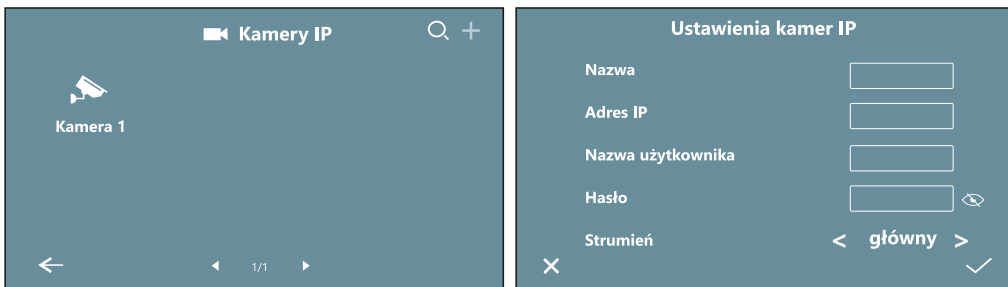 Kamery IP
Kamera 1
1/1
Ustawienia kamer IP
Nazwa
Adres IP
Nazwa użytkownika
Hasło
Strumień < główny >